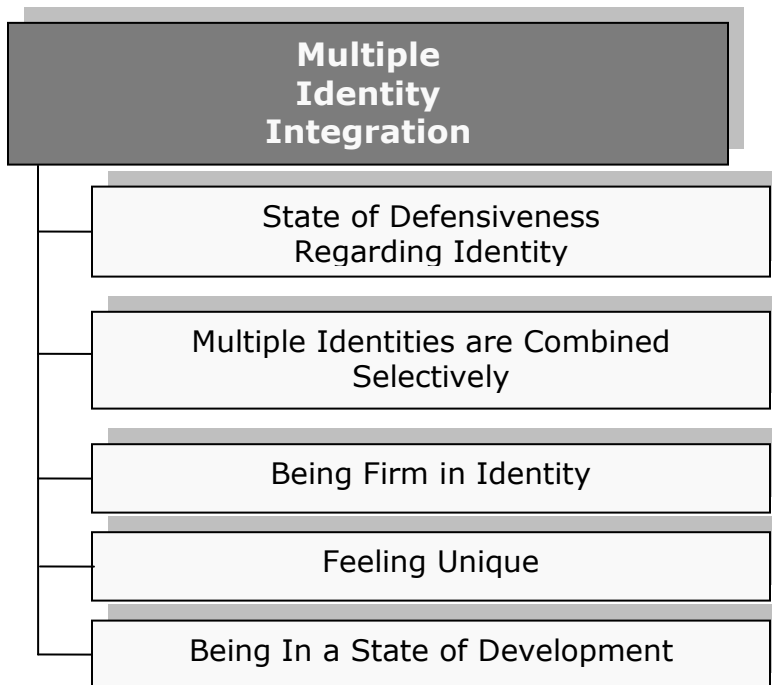 Multiple
Identity
Integration
State of Defensiveness
Regarding Identity
Multiple Identities are Combined
Selectively
Being Firm in Identity
Feeling Unique
Being In a State of Development